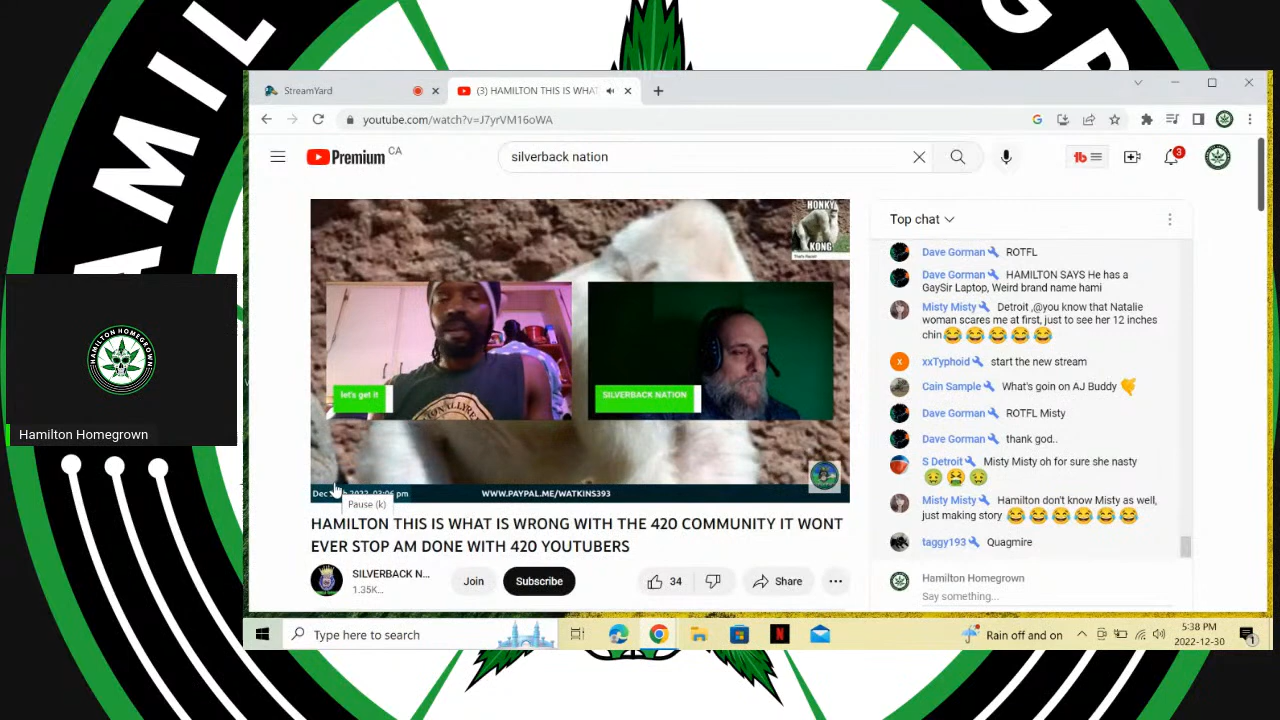 AMIL
GR
StreamYard
(3) HAMILTON THIS IS WHAT
youtube.com/watch?v=J7yrVM16oWA
Premium CA
silverback nation
3
Top chat
HONKY
KONG
let's get it
SILVERBACK NATION
Dec
2022, 03:06 pm
WWW.PAYPAL.ME/WATKINS393
Pause (k)
HAMILTON THIS IS WHAT IS WRONG WITH THE 420 COMMUNITY IT WONT
EVER STOP AM DONE WITH 420 YOUTUBERS
SILVERBACK N...
1.35K...
Join
Subscribe
34
Share
Dave Gorman ROTFL
Dave Gorman HAMILTON SAYS He has a
GaySir Laptop, Weird brand name hami
Misty Misty Detroit ,@you know that Natalie
woman scares me at first, just to see her 12 inches
chin😂😂😂😂😂
X
xxTyphoid start the new stream
Cain Sample What's goin on AJ Buddy
Dave Gorman ROTFL Misty
Dave Gorman thank god..
S Detroit Misty Misty oh for sure she nasty
🤢🤮🤢
Misty Misty Hamilton don't know Misty as well,
just making story 😂😂😂😂😂😂
taggy193 Quagmire
Hamilton Homegrown
Say something...
HAMILTON HOMEGROWN
Hamilton Homegrown
Type here to search
N
Rain off and on
5:38 PM
2022-12-30
1